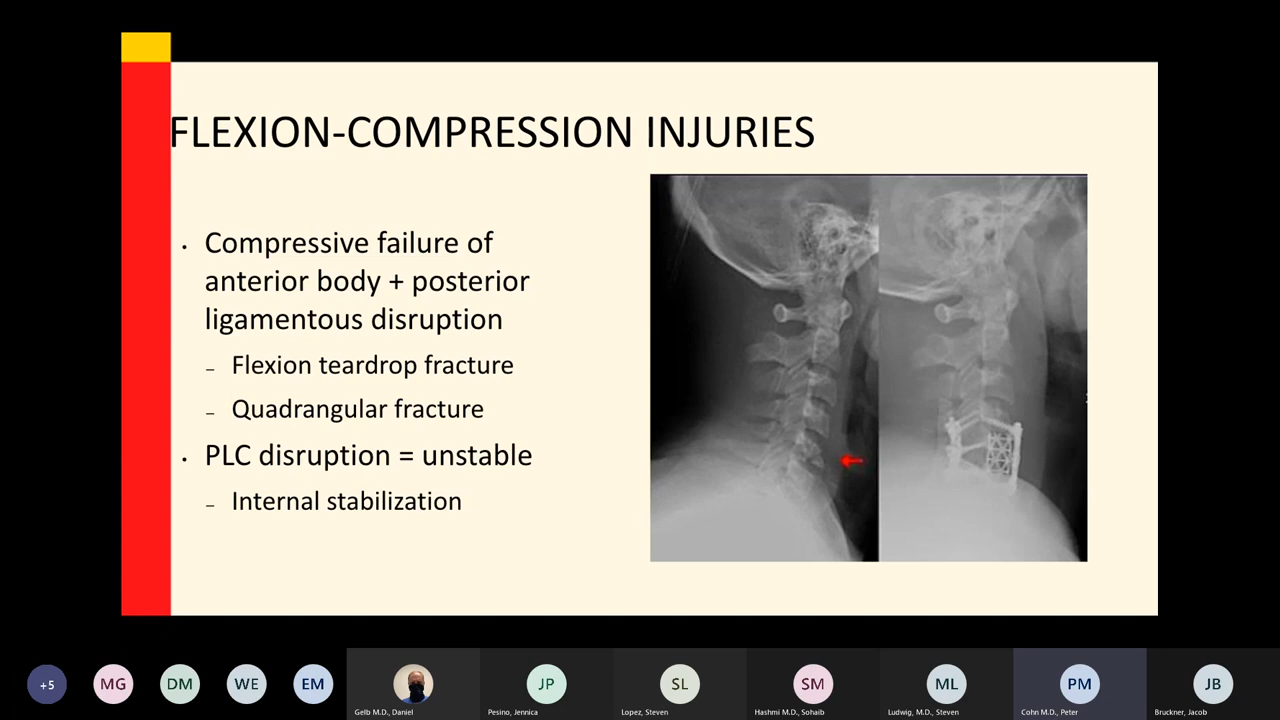 FLEXION-COMPRESSION INJURIES
• Compressive failure of
anterior body + posterior
ligamentous disruption
– Flexion teardrop fracture
– Quadrangular fracture
• PLC disruption = unstable
– Internal stabilization
+5
MG
DM
WE
EM
JP
SL
SM
ML
PM
JB
Gelb M.D., Daniel
Pesino, Jennica
Lopez, Steven
Hashmi M.D., Sohaib
Ludwig, M.D., Steven
Cohn M.D., Peter
Bruckner, Jacob